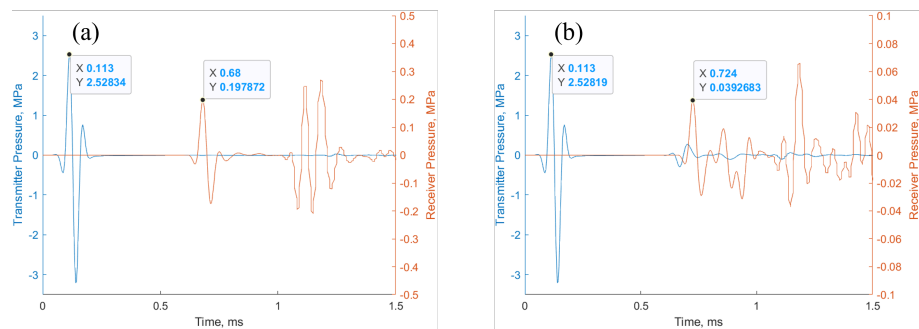 (a)
X 0.113
Y 2.52834
X 0.68
Y 0.197872
3
2
1
0
-1
-2
-3
Transmitter Pressure, MPa
0.5
0.4
0.3
0.2
0.1
0
-0.1
-0.2
-0.3
-0.4
-0.5
Receiver Pressure, MPa
0
0.5
1
1.5
Time, ms
(b)
X 0.113
Y 2.52819
X 0.724
Y 0.0392683
3
2
1
0
-1
-2
-3
Transmitter Pressure, MPa
0.1
0.08
0.06
0.04
0.02
0
-0.02
-0.04
-0.06
-0.08
-0.1
Receiver Pressure, MPa
0
0.5
1
1.5
Time, ms